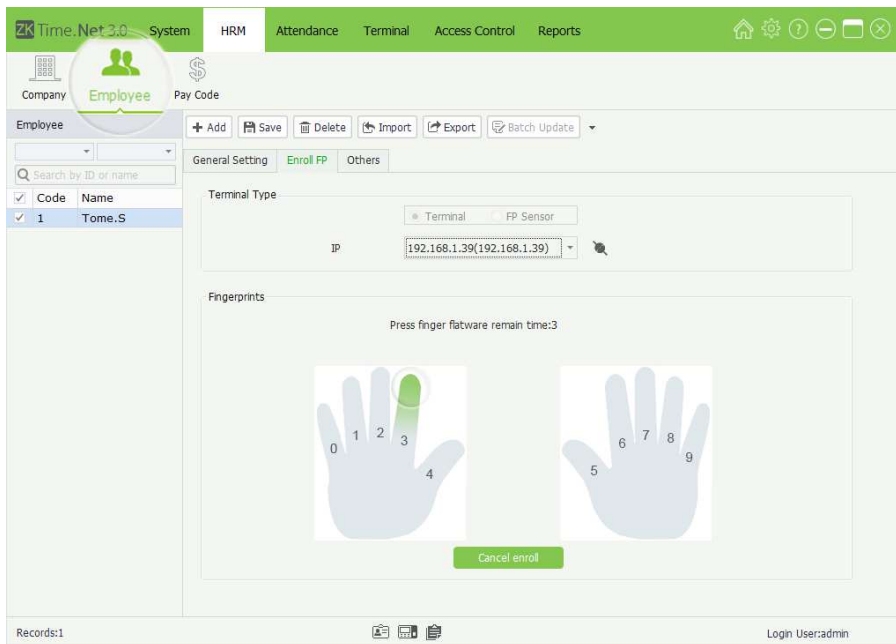 ZK Time.Net 3.0 System HRM Attendance Terminal Access Control Reports
Company Employee Pay Code
Employee
Add Save Delete Import Export Batch Update
Search by ID or name
General Setting Enroll FP Others
Code Name
1 Tome.S
Terminal Type
Terminal FP Sensor
IP 192.168.1.39(192.168.1.39)
Fingerprints
Press finger flatware remain time:3
0 1 2 3 4
5 6 7 8 9
Cancel enroll
Records:1 Login User:admin